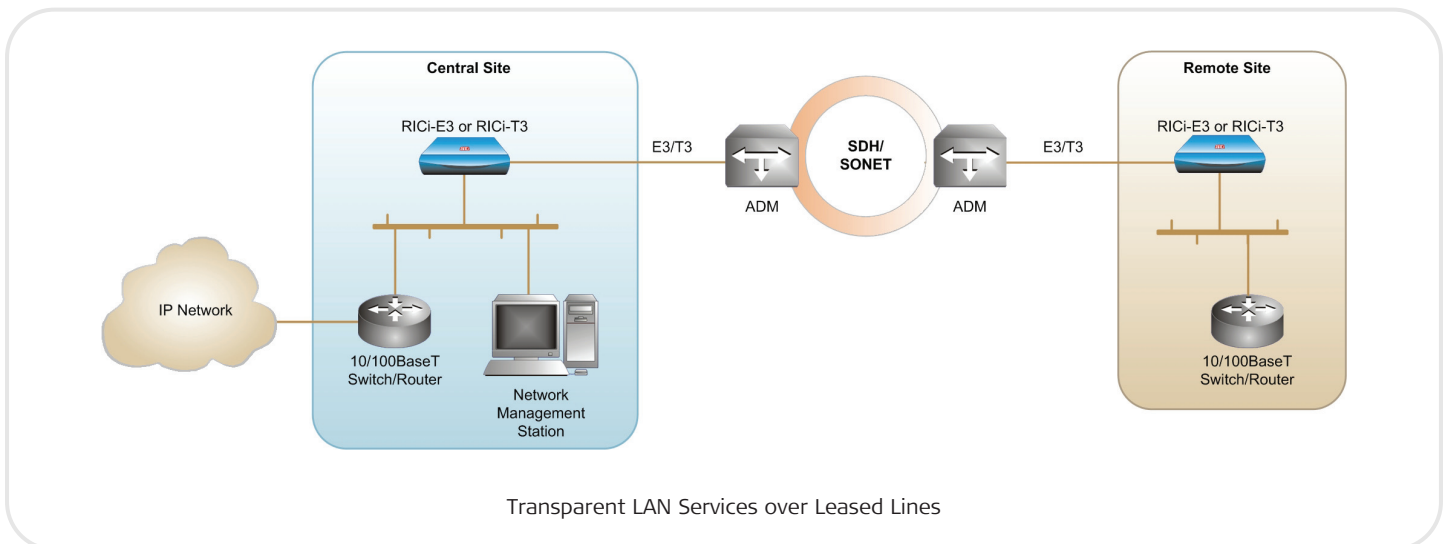 Central Site
Remote Site
RICi-E3 or RICi-T3
RICi-E3 or RICi-T3
E3/T3
SDH/
SONET
E3/T3
ADM
ADM
IP Network
10/100BaseT
Switch/Router
Network
Management
Station
10/100BaseT
Switch/Router
Transparent LAN Services over Leased Lines